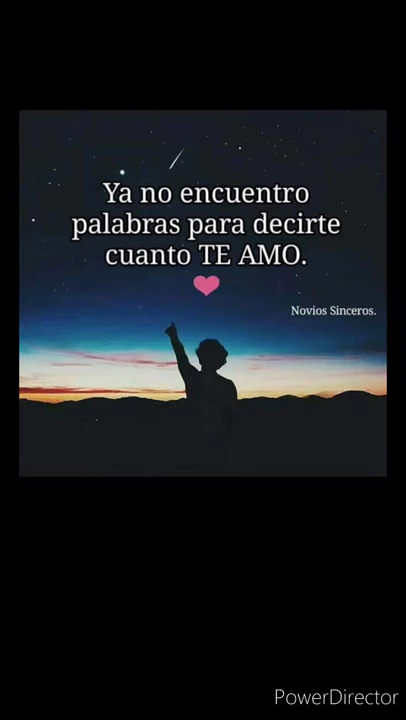 Ya no encuentro
palabras para decirte
cuanto TE AMO.
Novios Sinceros.
PowerDirector